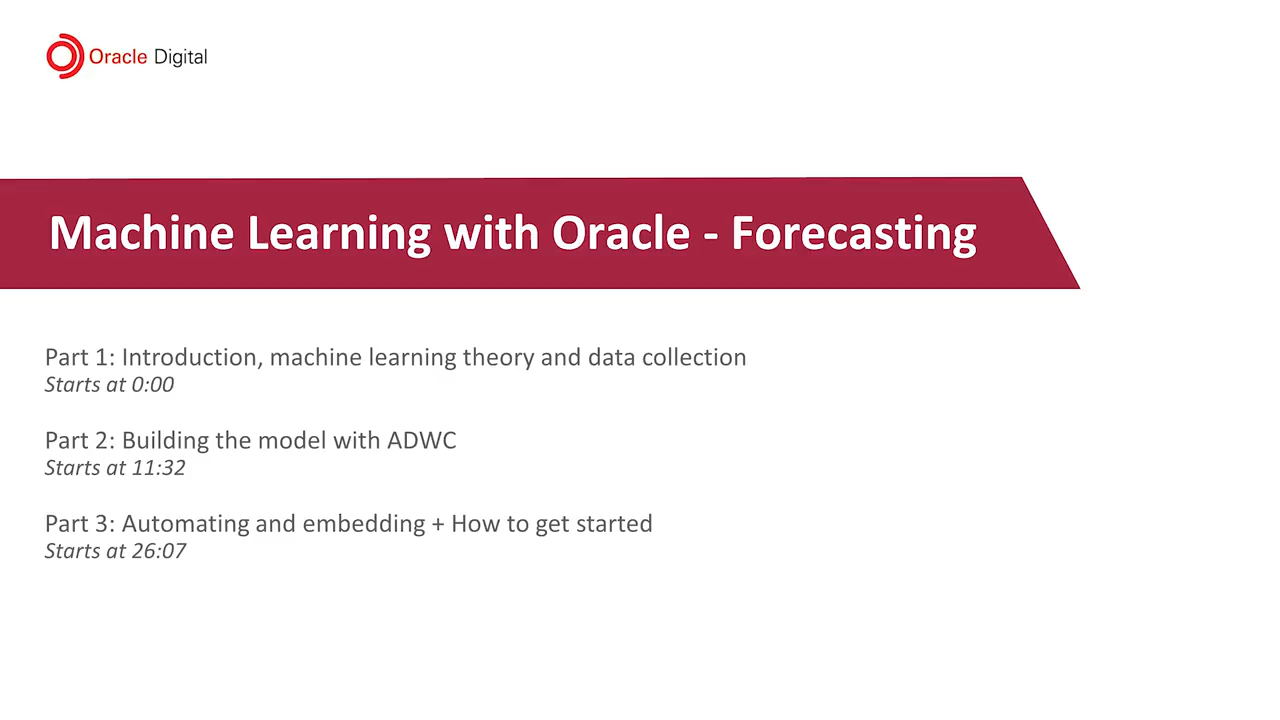 Oracle Digital
Machine Learning with Oracle - Forecasting
Part 1: Introduction, machine learning theory and data collection
Starts at 0:00
Part 2: Building the model with ADWC
Starts at 11:32
Part 3: Automating and embedding + How to get started
Starts at 26:07